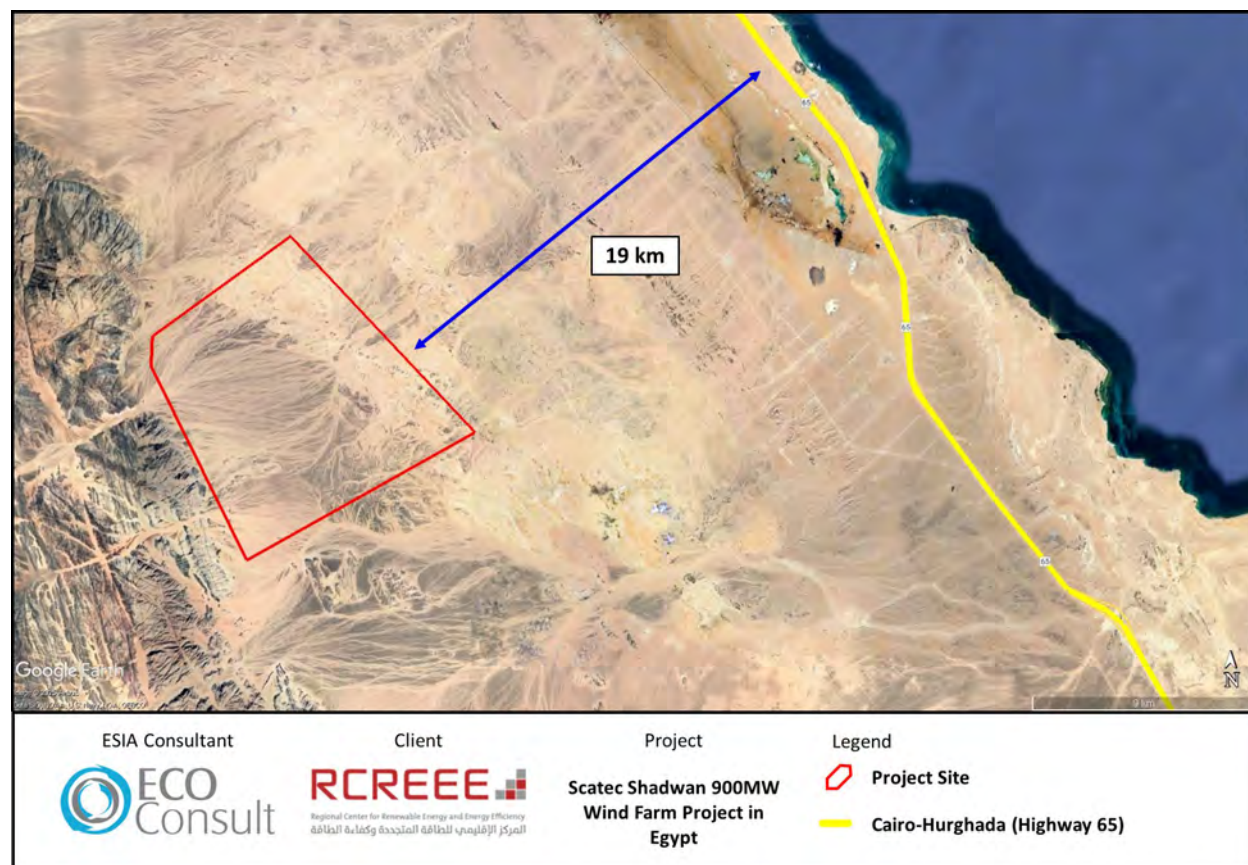 65
19 km
65
65
Google Earth
N
9 km
ESIA Consultant
Client
Project
Legend
ECO
Consult
RCREEE
Regional Center for Renewable Energy and Energy Efficiency
المركز الإقليمي للطاقة المتجددة وكفاءة الطاقة
Scatec Shadwan 900MW
Wind Farm Project in
Egypt
Project Site
Cairo-Hurghada (Highway 65)